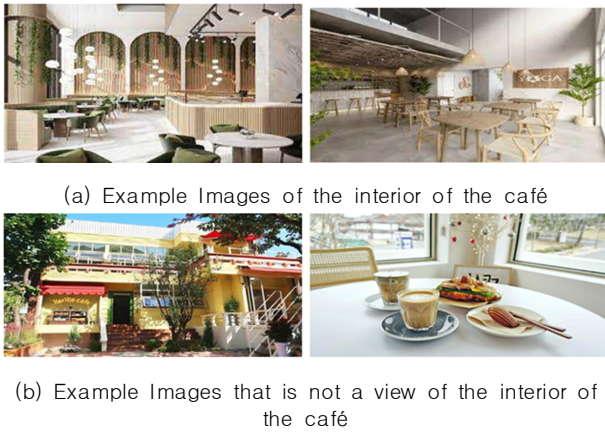 YOGA
(a) Example Images of the interior of the café
(b) Example Images that is not a view of the interior of
the café